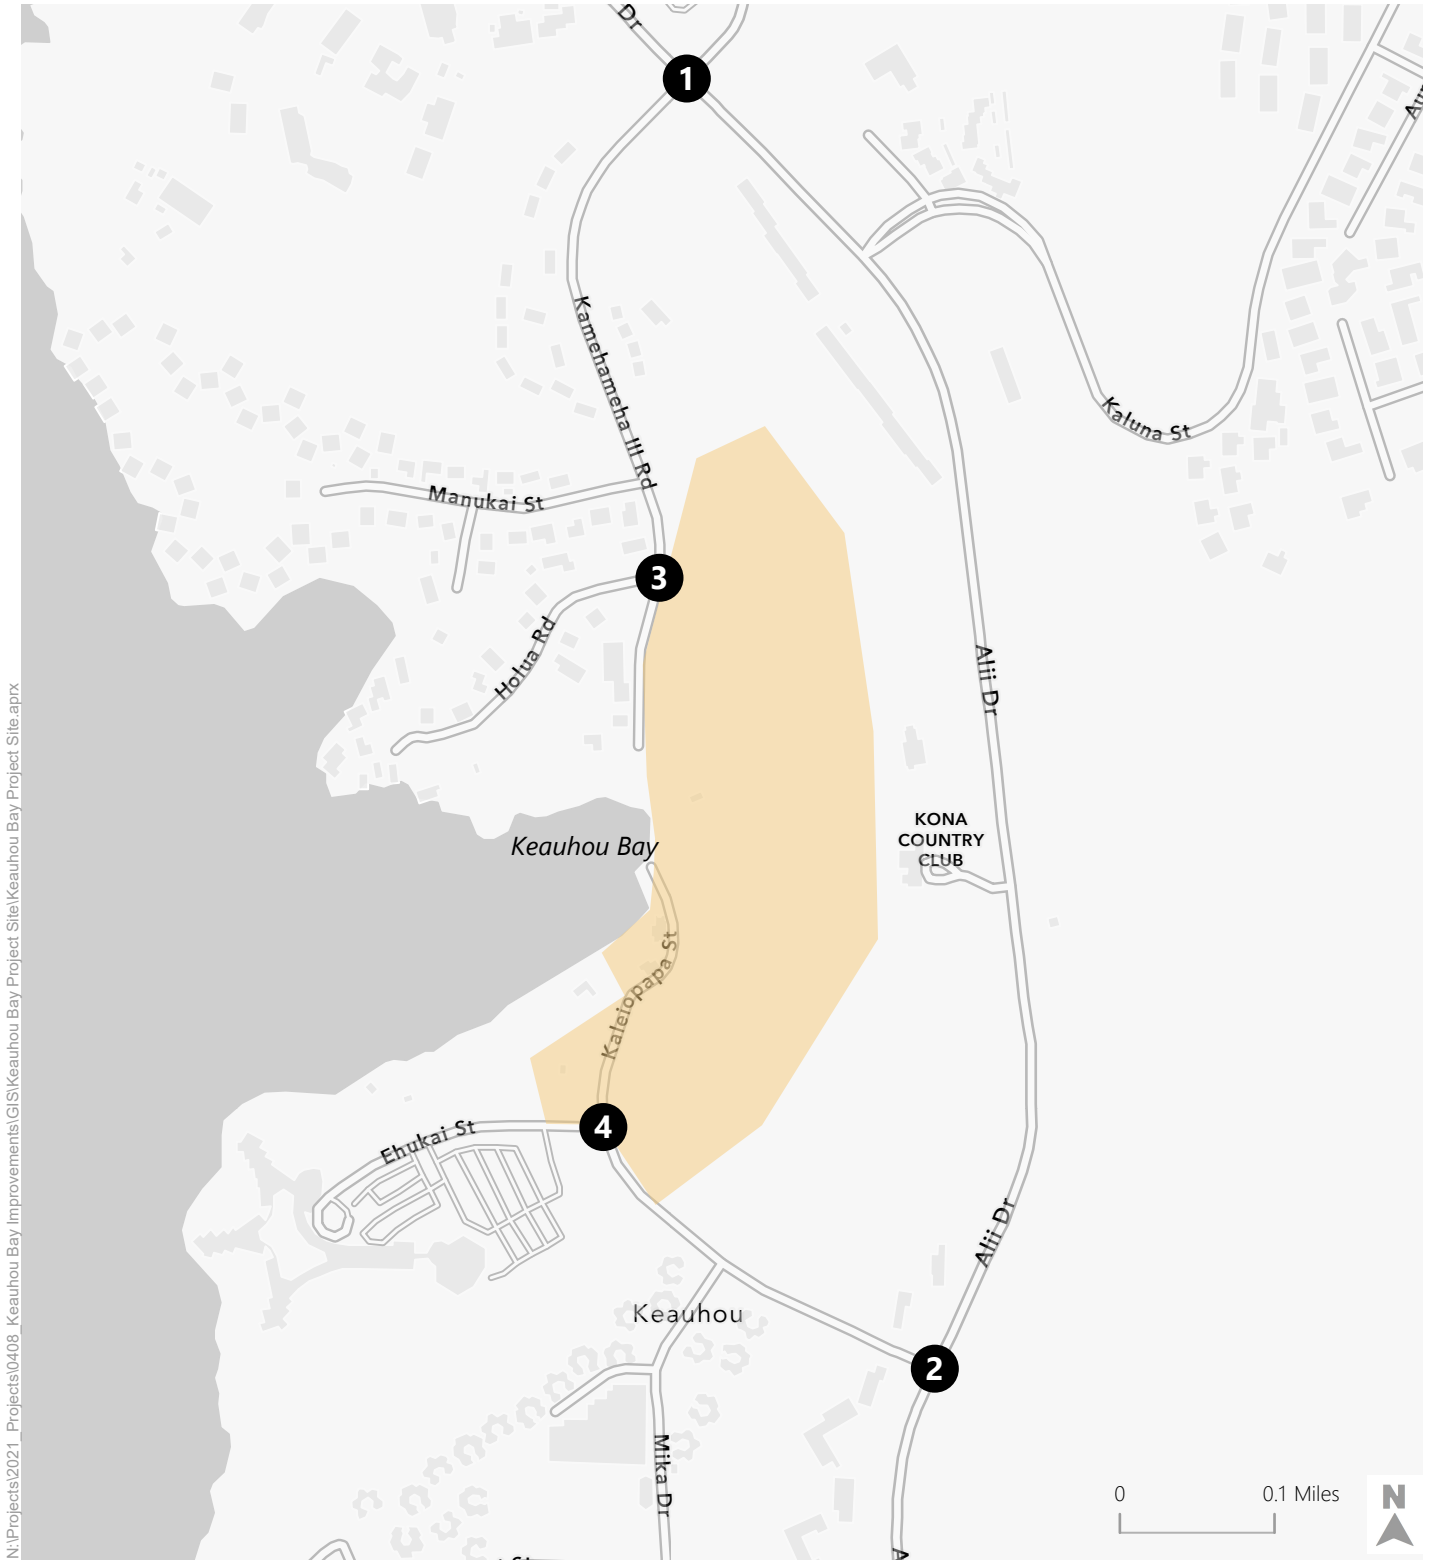 Dr
1
Kamehameha III Rd
Kaluna St
Manukai St
3
Holua Rd
Alii Dr
KONA
COUNTRY
CLUB
Keauhou Bay
Kaleiopapa St
4
Ehukai St
Alii Dr
Keauhou
2
Mika Dr
0
0.1 Miles
N
N:\Projects\2021_Projects\0408_Keauhou Bay Improvements\GIS\Keauhou Bay Project Site\Keauhou Bay Project Site.aprx